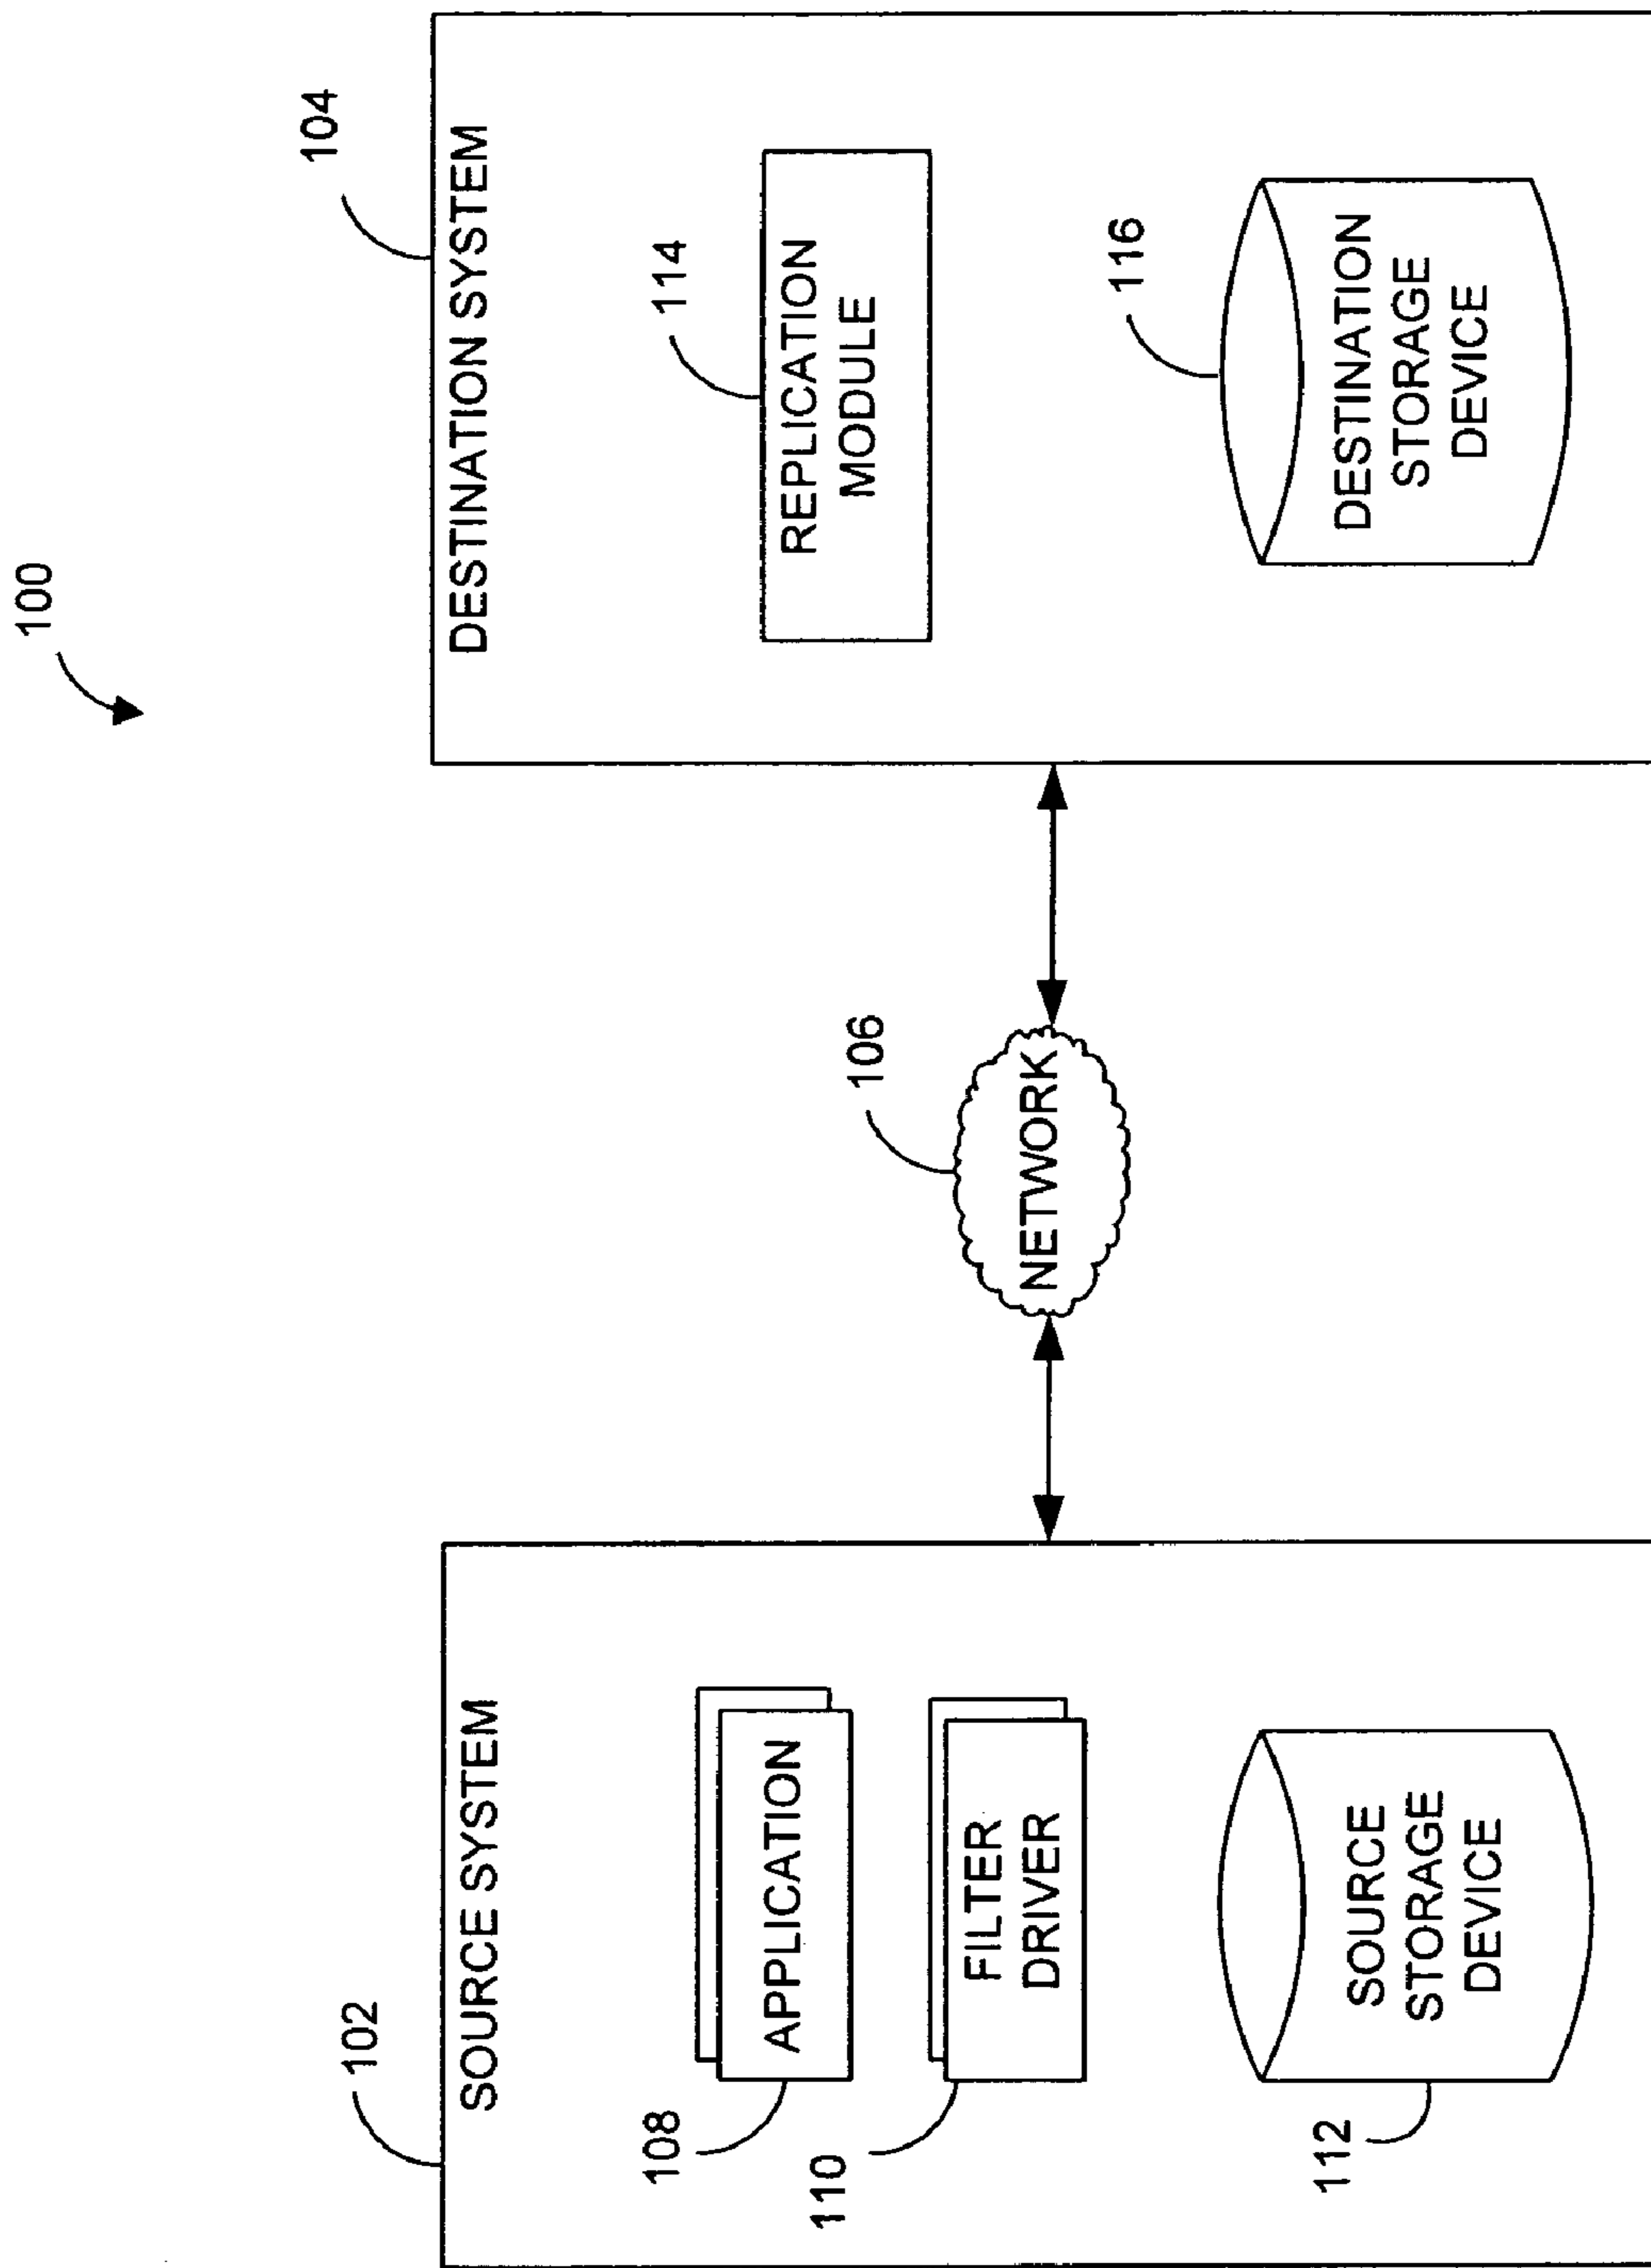 100
102
SOURCE SYSTEM
108
APPLICATION
110
FILTER
DRIVER
112
SOURCE
STORAGE
DEVICE
106
NETWORK
104
DESTINATION SYSTEM
114
REPLICATION
MODULE
116
DESTINATION
STORAGE
DEVICE